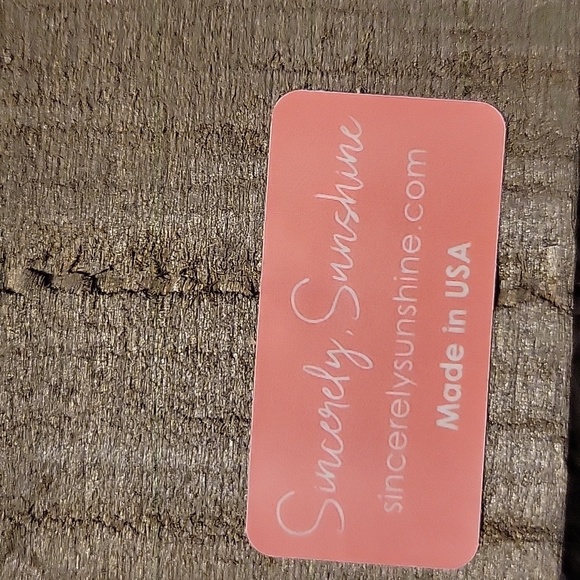 Sincerely, Sunshine
sincerelysunshine.com
Made in USA